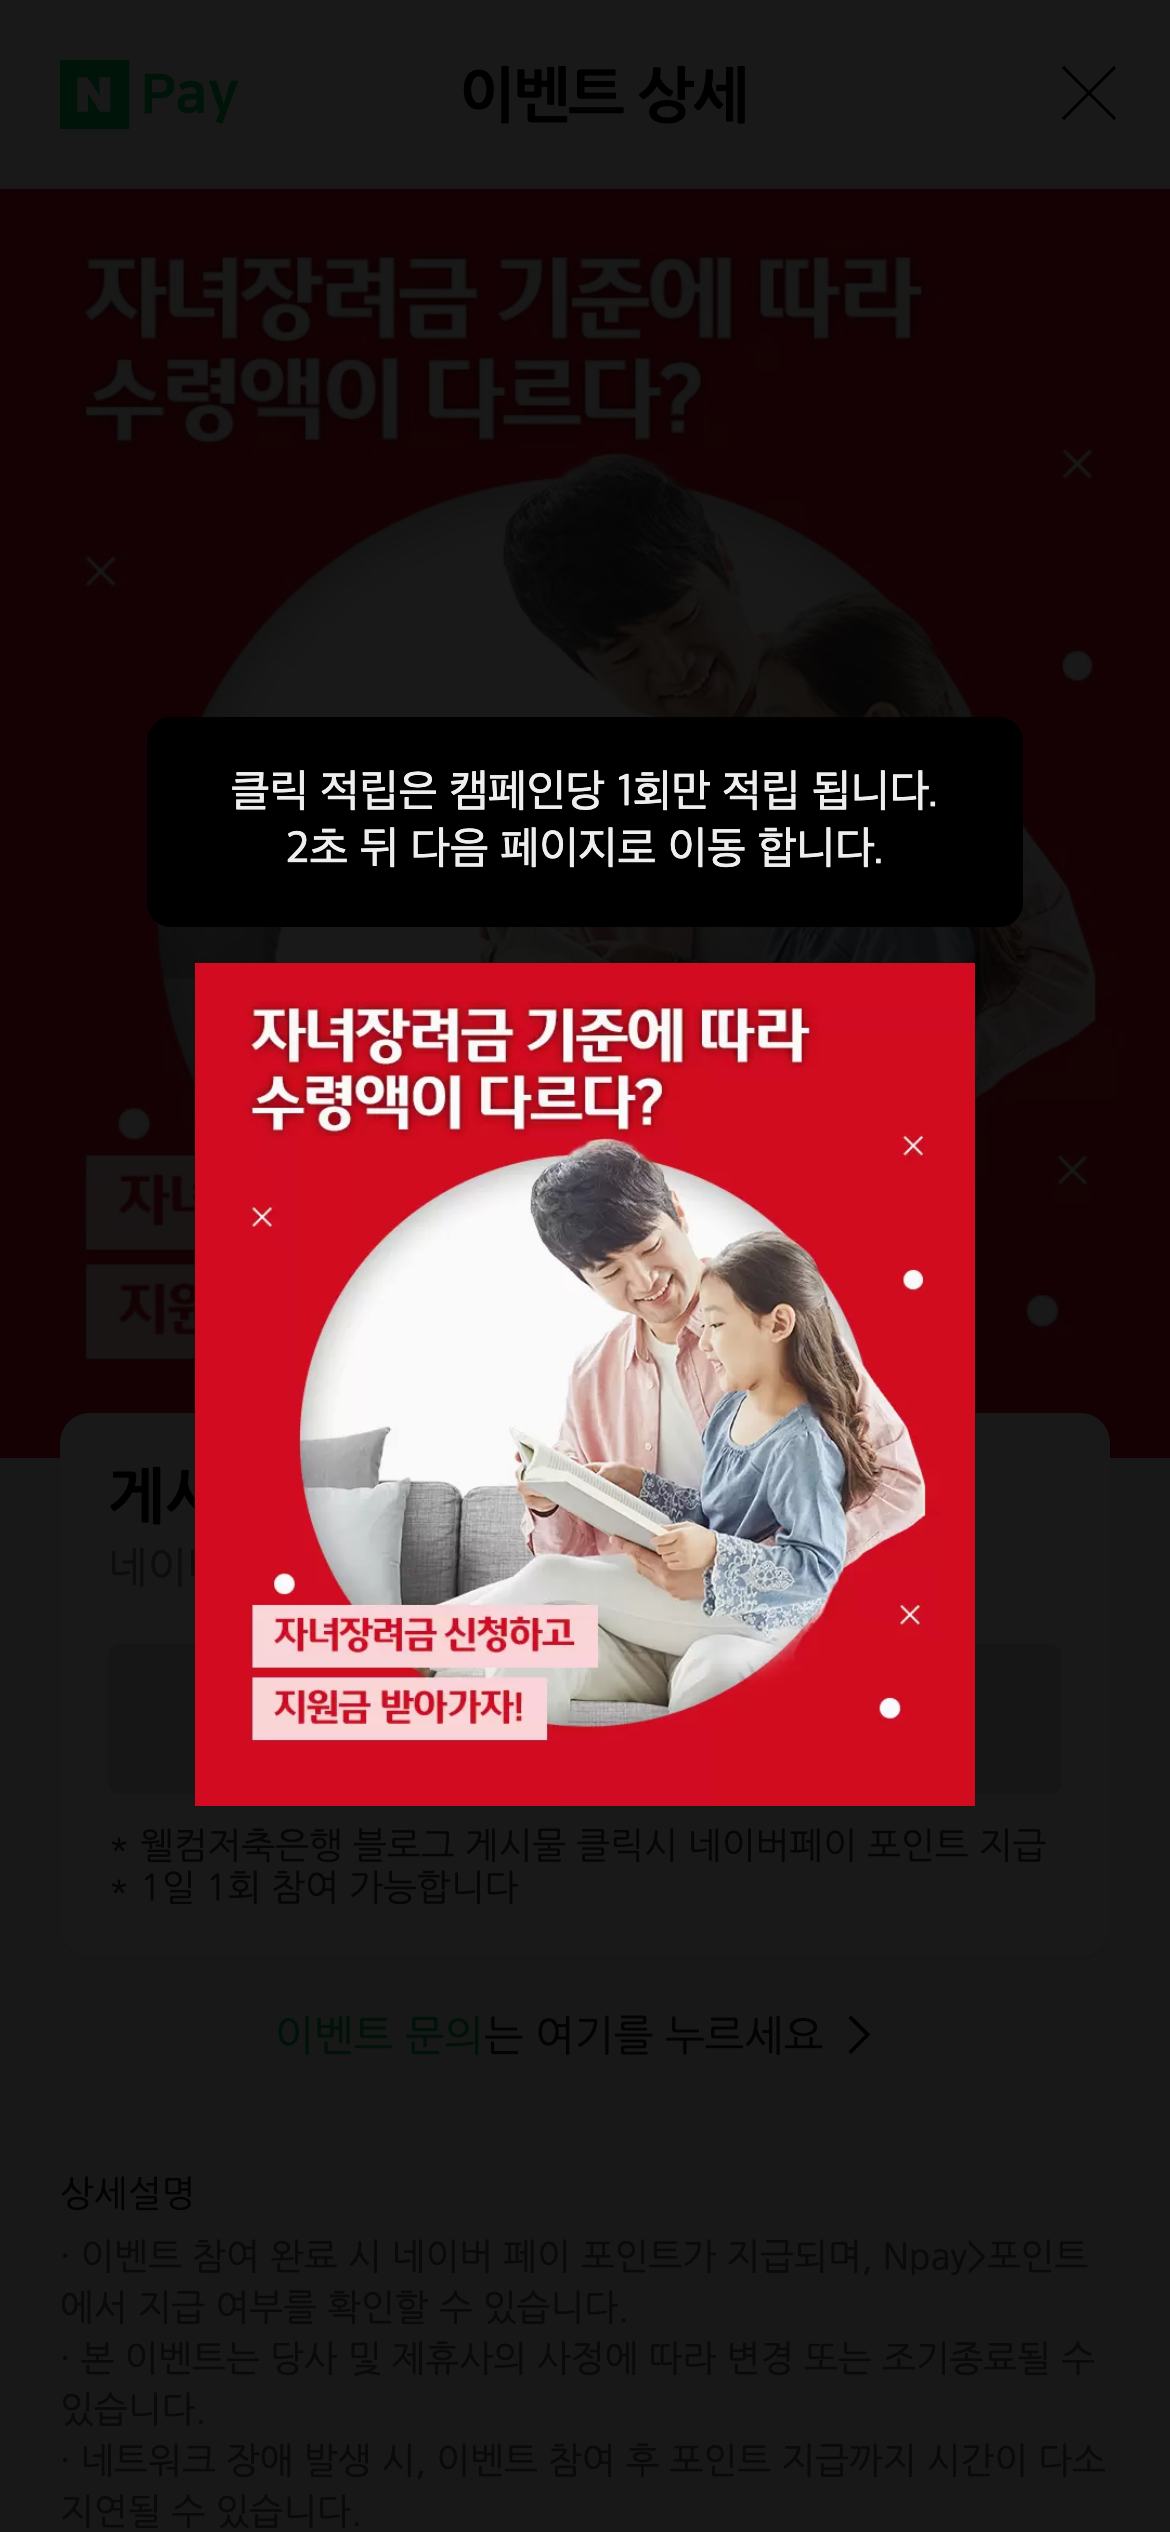 N Pay
이벤트 상세
자녀장려금 기준에 따라
수령액이 다르다?
클릭 적립은 캠페인당 1회만 적립 됩니다.
2초 뒤 다음 페이지로 이동 합니다.
자녀장려금 기준에 따라
수령액이 다르다?
자녀장려금 신청하고
지원금 받아가자!
* 웰컴저축은행 블로그 게시물 클릭시 네이버페이 포인트 지급
* 1일 1회 참여 가능합니다
이벤트 문의는 여기를 누르세요
상세설명
· 이벤트 참여 완료 시 네이버 페이 포인트가 지급되며, Npay>포인트
에서 지급 여부를 확인할 수 있습니다.
· 본 이벤트는 당사 및 제휴사의 사정에 따라 변경 또는 조기종료될 수
있습니다.
· 네트워크 장애 발생 시, 이벤트 참여 후 포인트 지급까지 시간이 다소
지연될 수 있습니다.